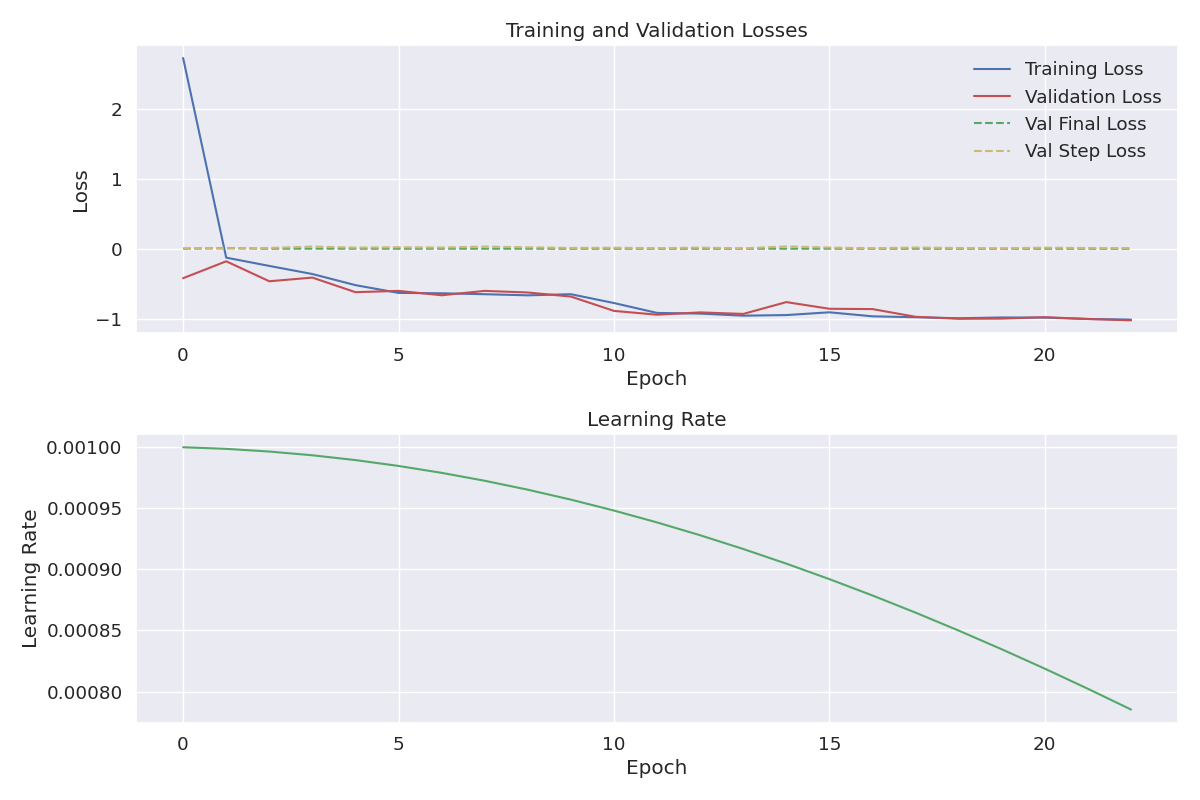 Training and Validation Losses
Training Loss
Validation Loss
Val Final Loss
Val Step Loss
Loss
2
1
0
−1
0
5
10
15
20
Epoch
Learning Rate
Learning Rate
0.00100
0.00095
0.00090
0.00085
0.00080
0
5
10
15
20
Epoch